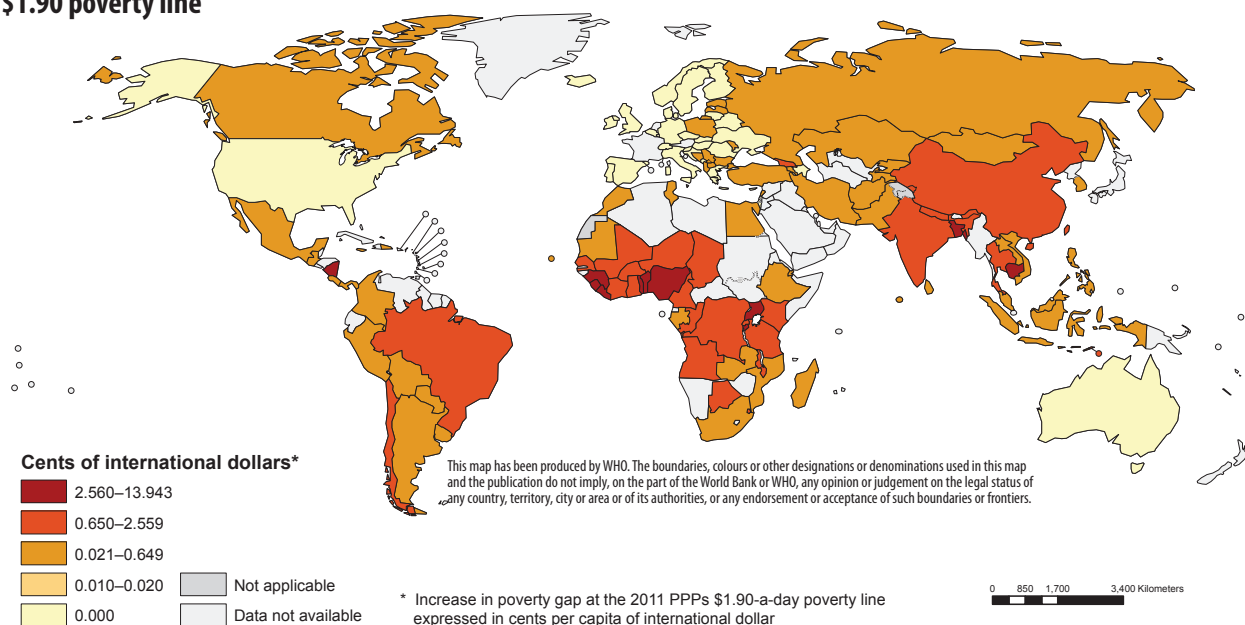 $1.90 poverty line
This map has been produced by WHO. The boundaries, colours or other designations or denominations used in this map
and the publication do not imply, on the part of the World Bank or WHO, any opinion or judgement on the legal status of
any country, territory, city or area or of its authorities, or any endorsement or acceptance of such boundaries or frontiers.
Cents of international dollars*
2.560–13.943
0.650–2.559
0.021–0.649
0.010–0.020
0.000
Not applicable
Data not available
* Increase in poverty gap at the 2011 PPPs $1.90-a-day poverty line
expressed in cents per capita of international dollar
0 850 1,700 3,400 Kilometers